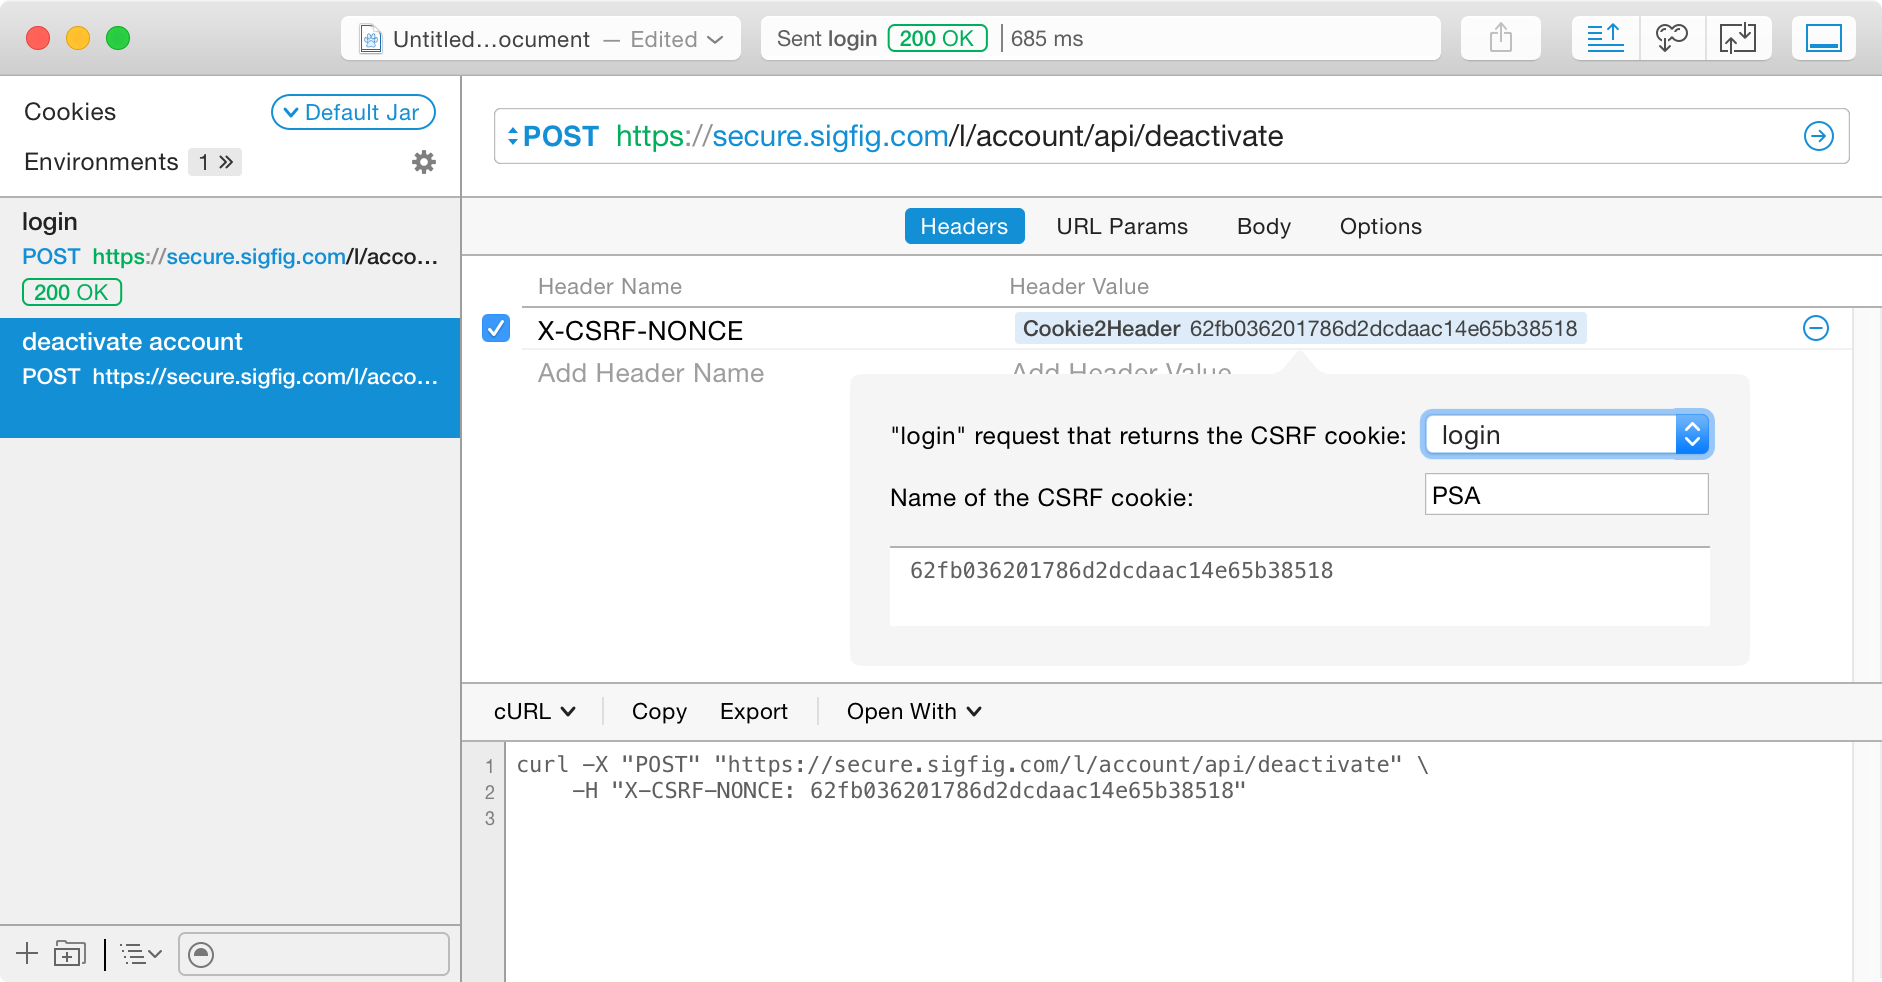 Untitled...ocument — Edited
Sent login 200 OK | 685 ms
Cookies
Default Jar
Environments 1 »
login
POST https://secure.sigfig.com/l/acco...
200 OK
deactivate account
POST https://secure.sigfig.com/l/acco...
POST https://secure.sigfig.com/l/account/api/deactivate
Headers URL Params Body Options
Header Name Header Value
X-CSRF-NONCE Cookie2Header 62fb036201786d2dcdaac14e65b38518
Add Header Name Add Header Value
"login" request that returns the CSRF cookie: login
Name of the CSRF cookie: PSA
62fb036201786d2dcdaac14e65b38518
cURL Copy Export Open With
1 curl -X "POST" "https://secure.sigfig.com/l/account/api/deactivate" \
2 -H "X-CSRF-NONCE: 62fb036201786d2dcdaac14e65b38518"
3